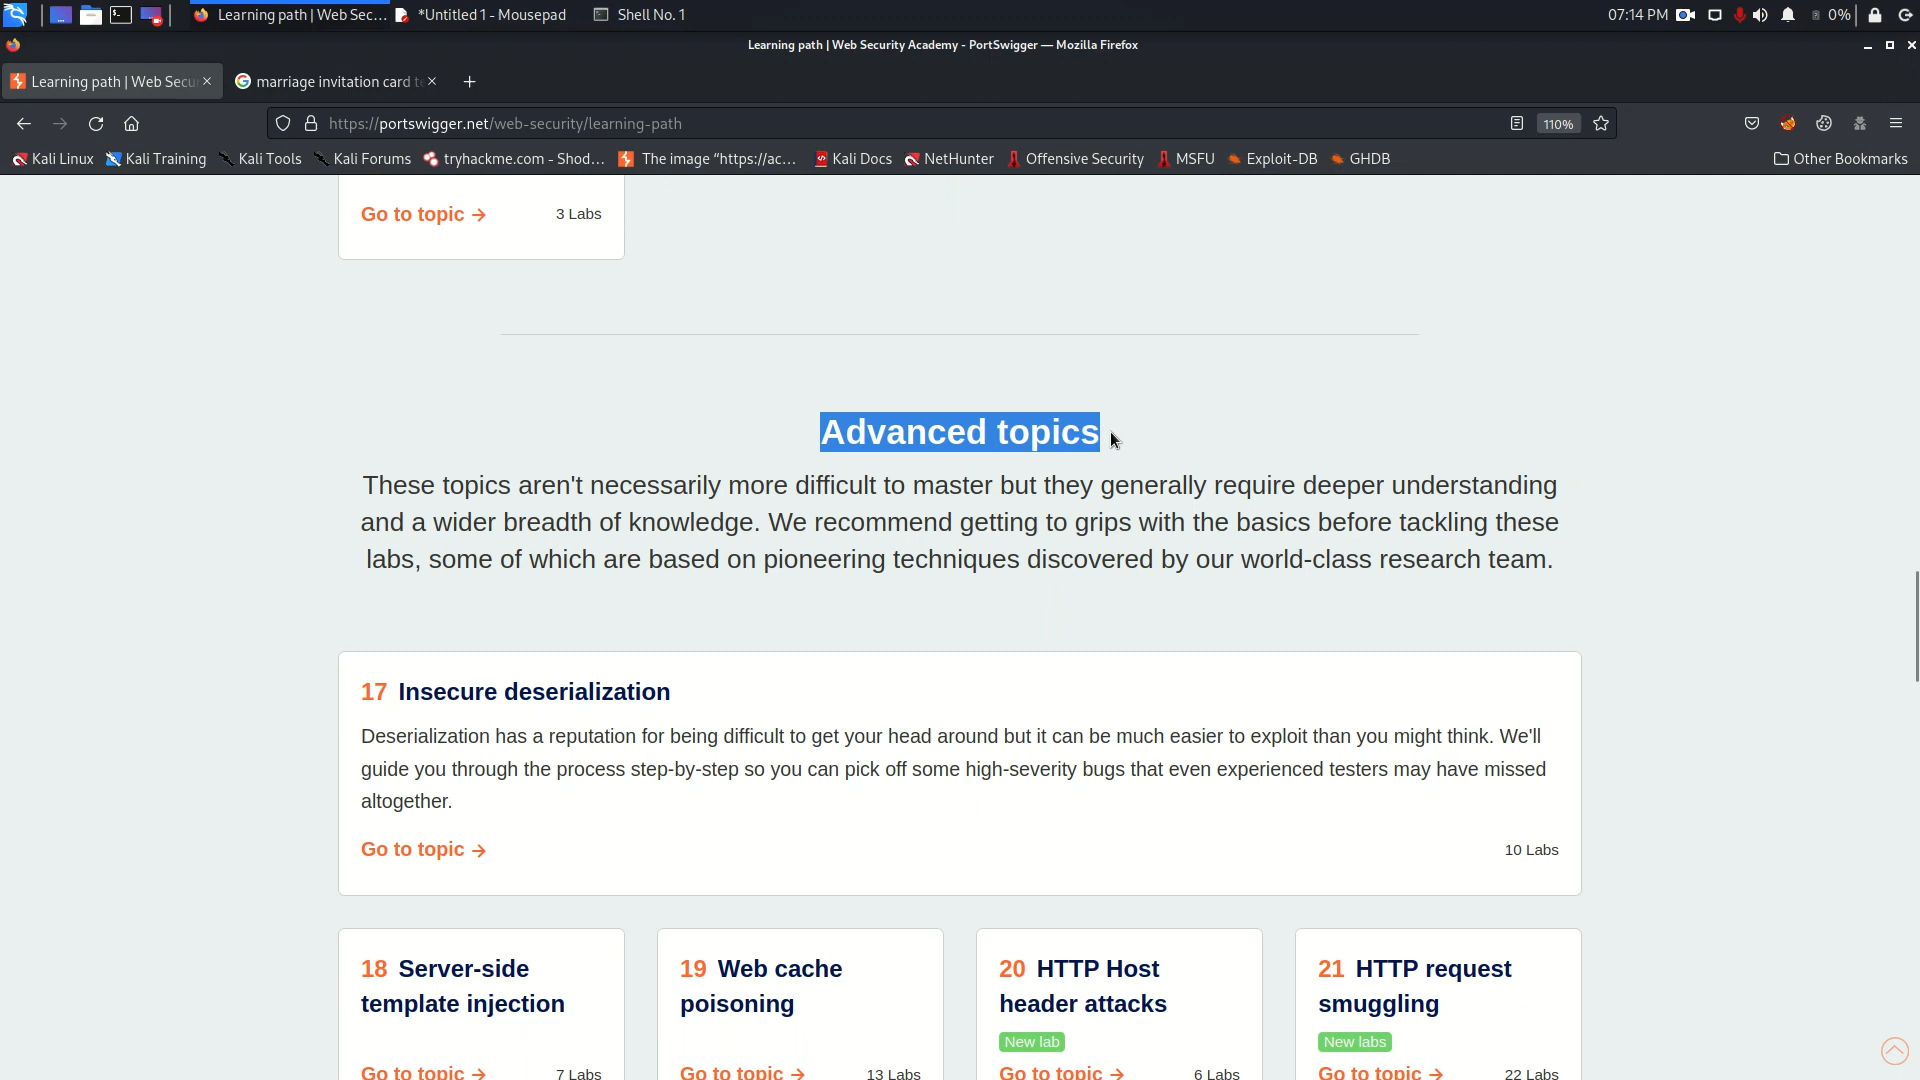 Learning path | Web Sec...
*Untitled 1 - Mousepad
Shell No. 1
07:14 PM
0%
Learning path | Web Security Academy - PortSwigger — Mozilla Firefox
Learning path | Web Secu
marriage invitation card te
https://portswigger.net/web-security/learning-path
110%
Kali Linux
Kali Training
Kali Tools
Kali Forums
tryhackme.com - Shod...
The image “https://ac...
Kali Docs
NetHunter
Offensive Security
MSFU
Exploit-DB
GHDB
Other Bookmarks
Go to topic →
3 Labs
Advanced topics
These topics aren't necessarily more difficult to master but they generally require deeper understanding
and a wider breadth of knowledge. We recommend getting to grips with the basics before tackling these
labs, some of which are based on pioneering techniques discovered by our world-class research team.
17 Insecure deserialization
Deserialization has a reputation for being difficult to get your head around but it can be much easier to exploit than you might think. We'll
guide you through the process step-by-step so you can pick off some high-severity bugs that even experienced testers may have missed
altogether.
Go to topic →
10 Labs
18 Server-side
template injection
Go to topic →
7 Labs
19 Web cache
poisoning
Go to topic →
13 Labs
20 HTTP Host
header attacks
New lab
Go to topic →
6 Labs
21 HTTP request
smuggling
New labs
Go to topic →
22 Labs